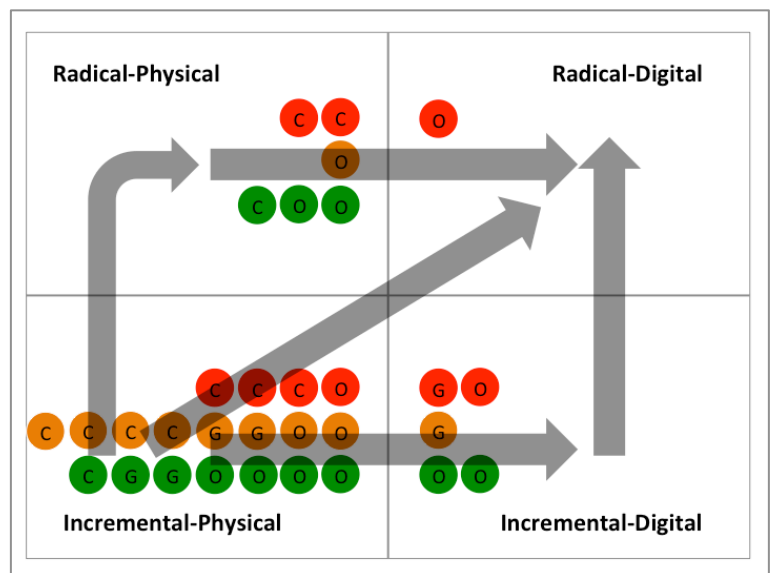 Radical-Physical Radical-Digital
C C O
O
C O O
C C C O G O
C C C C G G O O G
C G G O O O O O O
Incremental-Physical Incremental-Digital